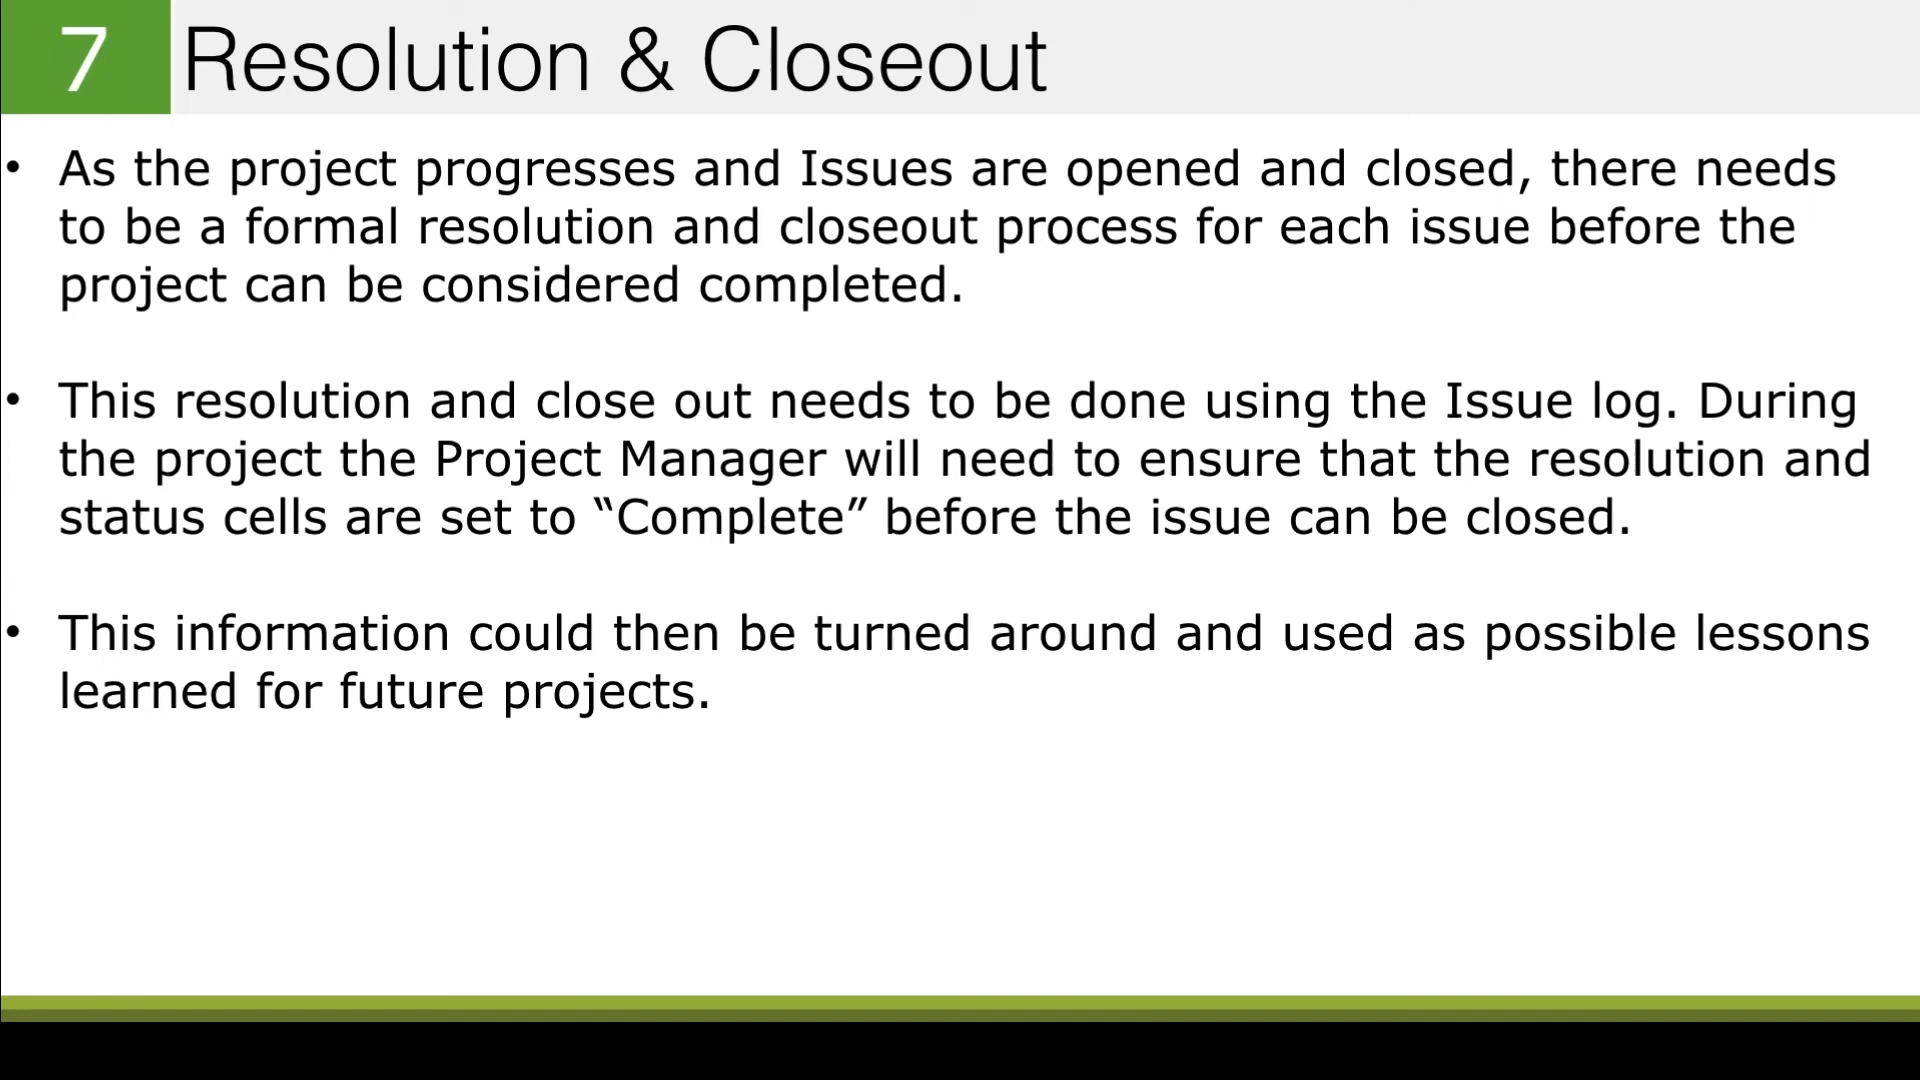 7 Resolution & Closeout
• As the project progresses and Issues are opened and closed, there needs
to be a formal resolution and closeout process for each issue before the
project can be considered completed.
• This resolution and close out needs to be done using the Issue log. During
the project the Project Manager will need to ensure that the resolution and
status cells are set to “Complete” before the issue can be closed.
• This information could then be turned around and used as possible lessons
learned for future projects.